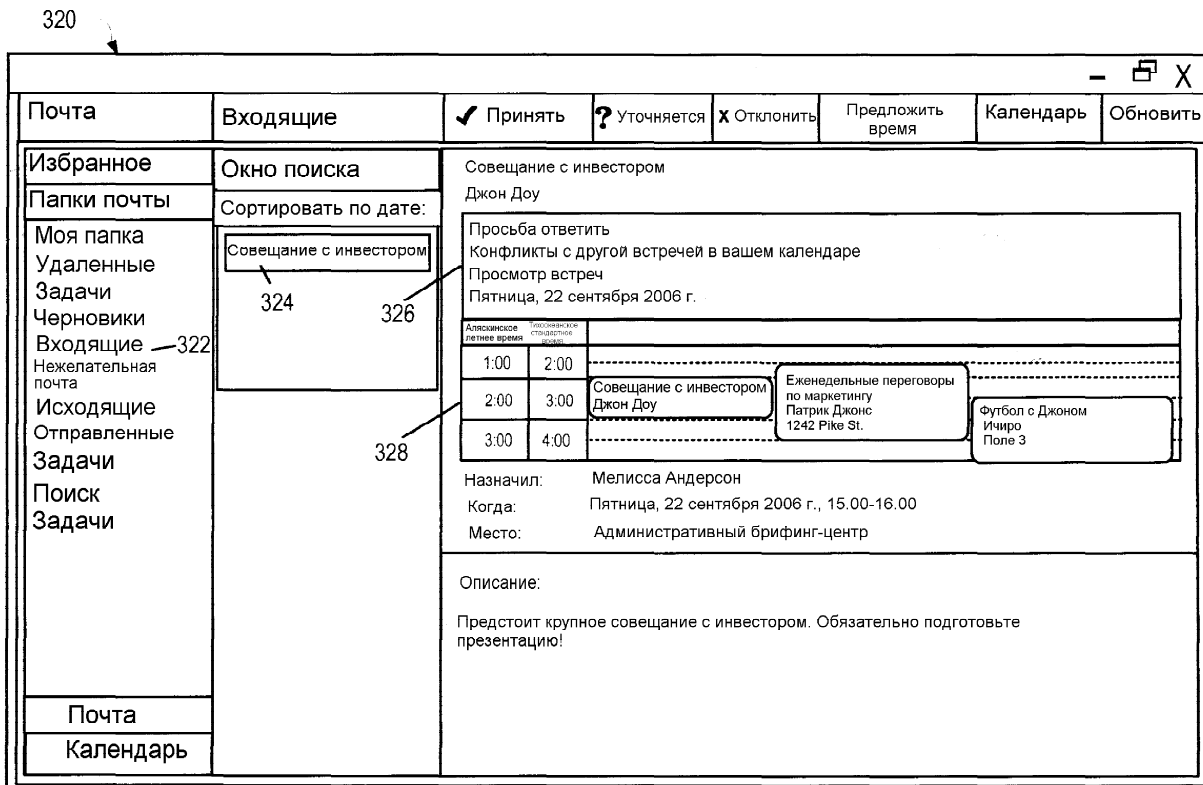 320
X
Почта
Входящие
Принять
? Уточняется
X Отклонить
Предложить
время
Календарь
Обновить
Избранное
Папки почты
Моя папка
Удаленные
Задачи
Черновики
Входящие
322
Нежелательная
почта
Исходящие
Отправленные
Задачи
Поиск
Задачи
Почта
Календарь
Окно поиска
Сортировать по дате:
Совещание с инвестором
324
326
328
Совещание с инвестором
Джон Доу
Просьба ответить
Конфликты с другой встречей в вашем календаре
Просмотр встреч
Пятница, 22 сентября 2006 г.
Аляскинское
летнее время
Тихоокеанское
стандартное
время
1:00 2:00
2:00 3:00
3:00 4:00
Совещание с инвестором
Джон Доу
Еженедельные переговоры
по маркетингу
Патрик Джонс
1242 Pike St.
Футбол с Джоном
Ичиро
Поле 3
Назначил: Мелисса Андерсон
Когда: Пятница, 22 сентября 2006 г., 15.00-16.00
Место: Административный брифинг-центр
Описание:
Предстоит крупное совещание с инвестором. Обязательно подготовьте
презентацию!